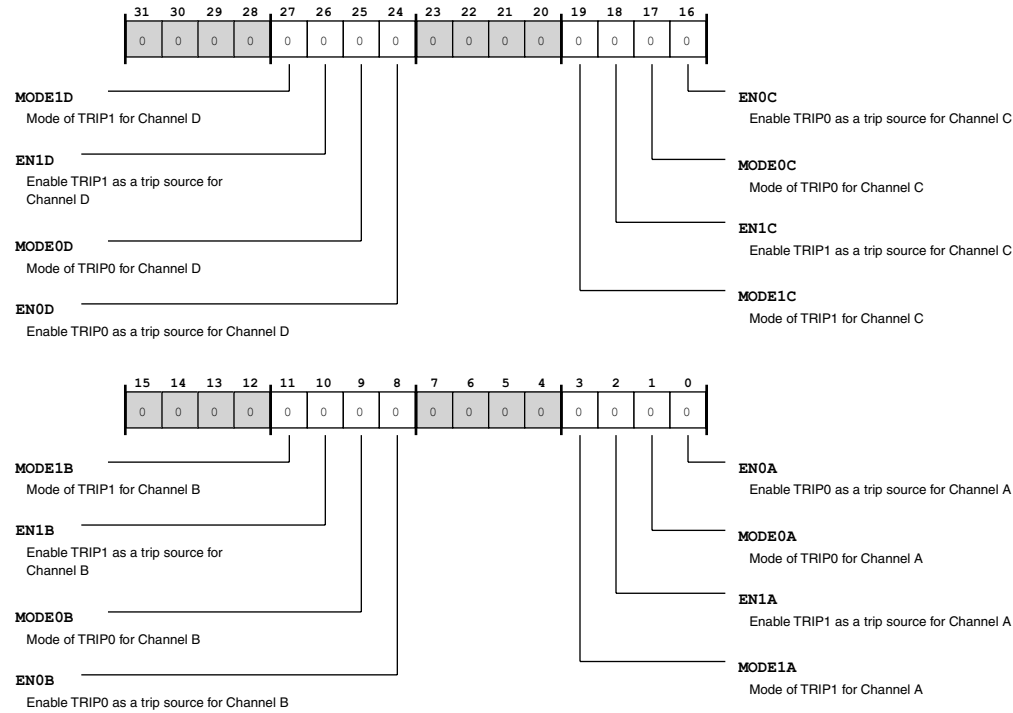 31 30 29 28 27 26 25 24 23 22 21 20 19 18 17 16
0 0 0 0 0 0 0 0 0 0 0 0 0 0 0 0
MODE1D
Mode of TRIP1 for Channel D
EN1D
Enable TRIP1 as a trip source for
Channel D
MODE0D
Mode of TRIP0 for Channel D
EN0D
Enable TRIP0 as a trip source for Channel D
EN0C
Enable TRIP0 as a trip source for Channel C
MODE0C
Mode of TRIP0 for Channel C
EN1C
Enable TRIP1 as a trip source for Channel C
MODE1C
Mode of TRIP1 for Channel C
15 14 13 12 11 10 9 8 7 6 5 4 3 2 1 0
0 0 0 0 0 0 0 0 0 0 0 0 0 0 0 0
MODE1B
Mode of TRIP1 for Channel B
EN1B
Enable TRIP1 as a trip source for
Channel B
MODE0B
Mode of TRIP0 for Channel B
EN0B
Enable TRIP0 as a trip source for Channel B
EN0A
Enable TRIP0 as a trip source for Channel A
MODE0A
Mode of TRIP0 for Channel A
EN1A
Enable TRIP1 as a trip source for Channel A
MODE1A
Mode of TRIP1 for Channel A